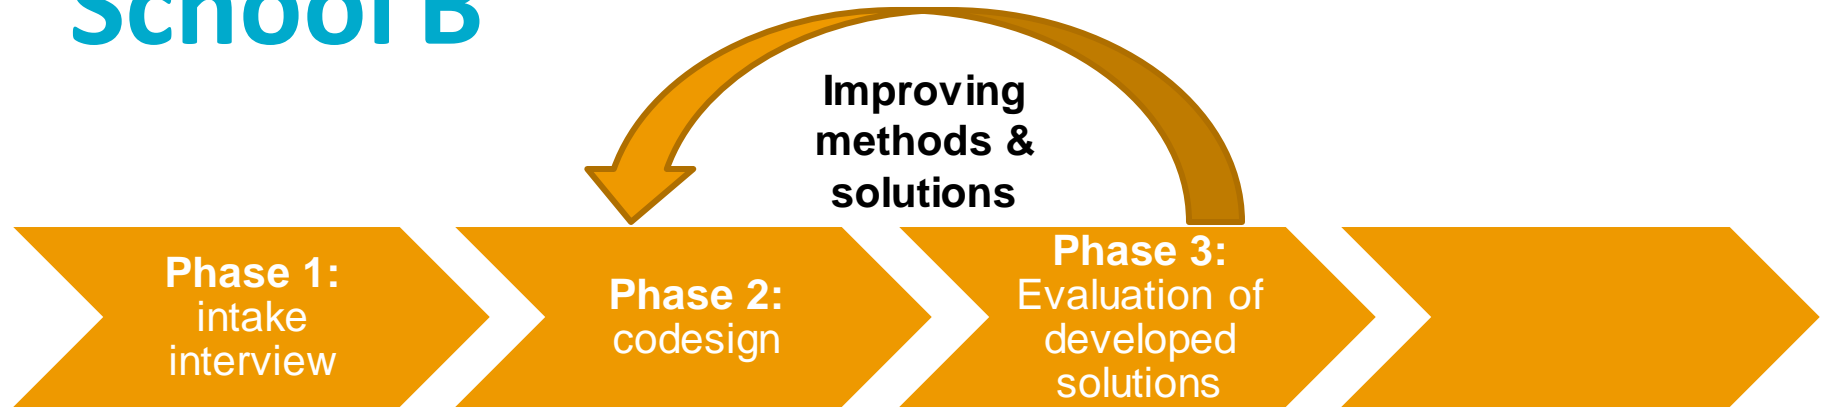 School B
Improving
methods &
solutions
Phase 1:
intake
interview
Phase 2:
codesign
Phase 3:
Evaluation of
developed
solutions